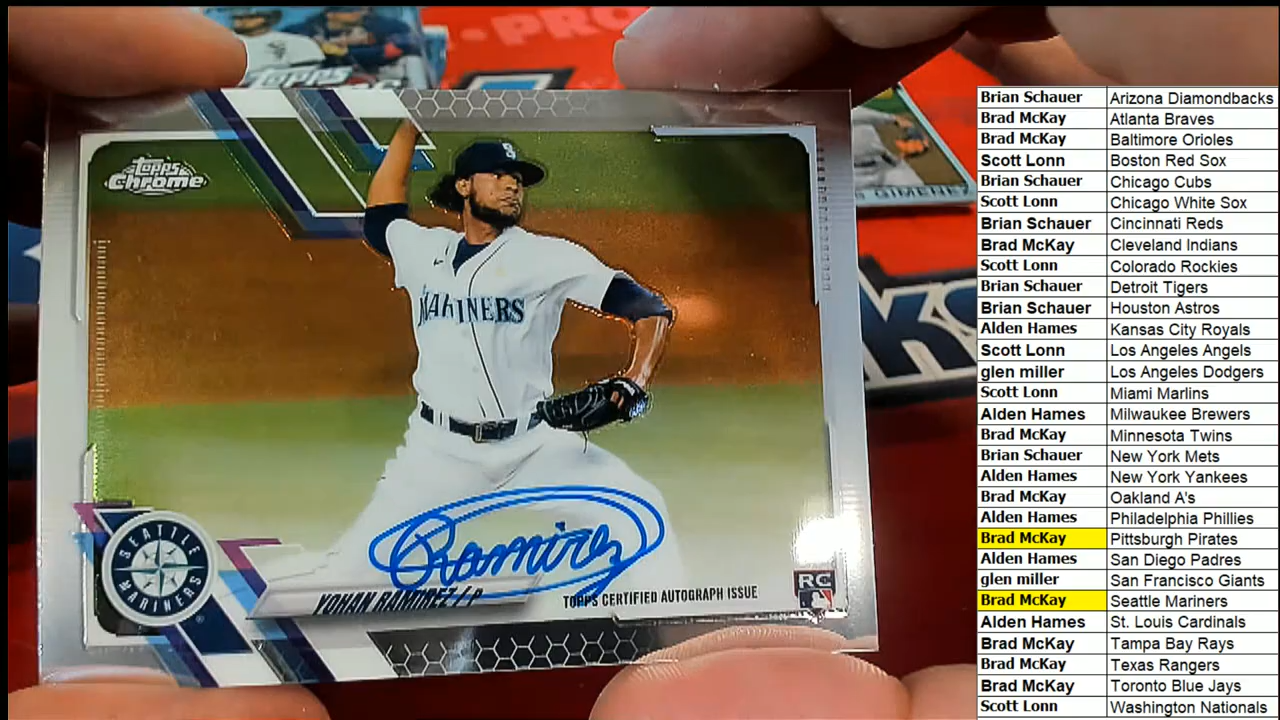 Topps
-PRO
Topps
Chrome
S
MARINERS
GIMENEZ
KS
SEATTLE
MARINERS
Ramirez
YOHAN RAMIREZ / P
TOPPS CERTIFIED AUTOGRAPH ISSUE
RC
Brian Schauer Arizona Diamondbacks
Brad McKay Atlanta Braves
Brad McKay Baltimore Orioles
Scott Lonn Boston Red Sox
Brian Schauer Chicago Cubs
Scott Lonn Chicago White Sox
Brian Schauer Cincinnati Reds
Brad McKay Cleveland Indians
Scott Lonn Colorado Rockies
Brian Schauer Detroit Tigers
Brian Schauer Houston Astros
Alden Hames Kansas City Royals
Scott Lonn Los Angeles Angels
glen miller Los Angeles Dodgers
Scott Lonn Miami Marlins
Alden Hames Milwaukee Brewers
Brad McKay Minnesota Twins
Brian Schauer New York Mets
Alden Hames New York Yankees
Brad McKay Oakland A's
Alden Hames Philadelphia Phillies
Brad McKay Pittsburgh Pirates
Alden Hames San Diego Padres
glen miller San Francisco Giants
Brad McKay Seattle Mariners
Alden Hames St. Louis Cardinals
Brad McKay Tampa Bay Rays
Brad McKay Texas Rangers
Brad McKay Toronto Blue Jays
Scott Lonn Washington Nationals